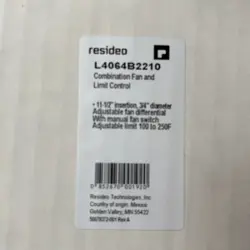 resideo
L4064B2210
Combination Fan and
Limit Control
• 11-1/2" insertion, 3/4" diameter
Adjustable fan differential
With manual fan switch
Adjustable limit 100 to 250F
Resideo Technologies, Inc
Country of origin: Mexico
Golden Valley, MN 55422